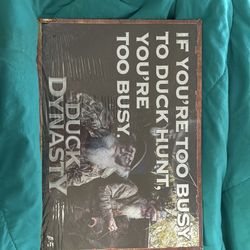 IF YOU'RE TOO BUSY
TO DUCK HUNT,
YOU'RE
TOO BUSY.
DUCK
DYNASTY